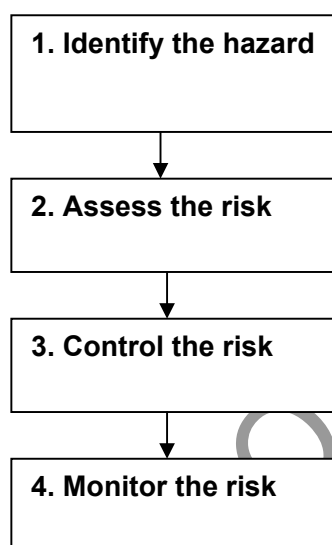 1. Identify the hazard
2. Assess the risk
3. Control the risk
4. Monitor the risk